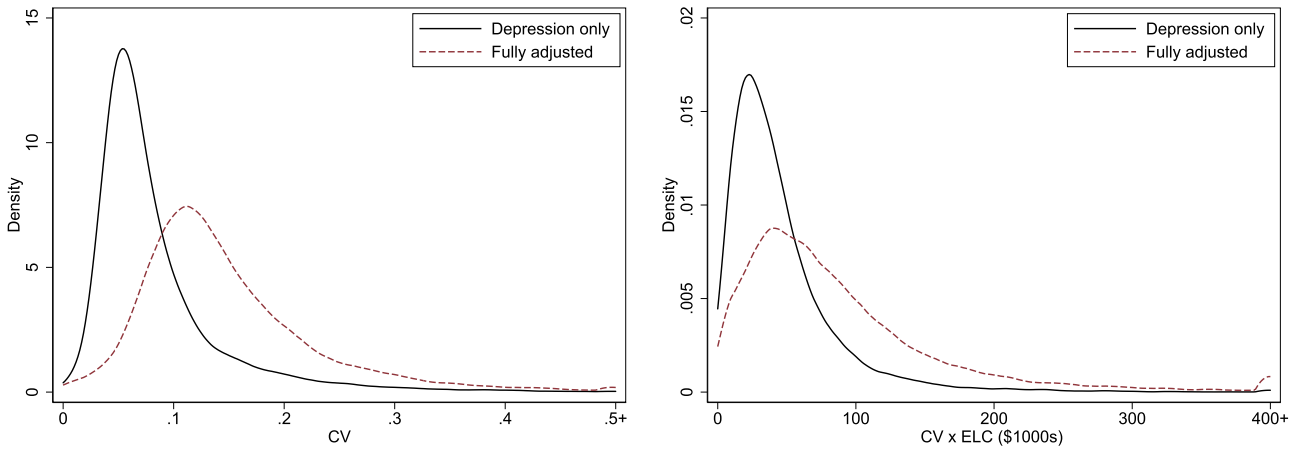 Depression only
Fully adjusted
15
10
5
0
Density
0
.1
.2
.3
.4
.5+
CV
Depression only
Fully adjusted
.02
.015
.01
.005
0
Density
0
100
200
300
400+
CV x ELC ($1000s)